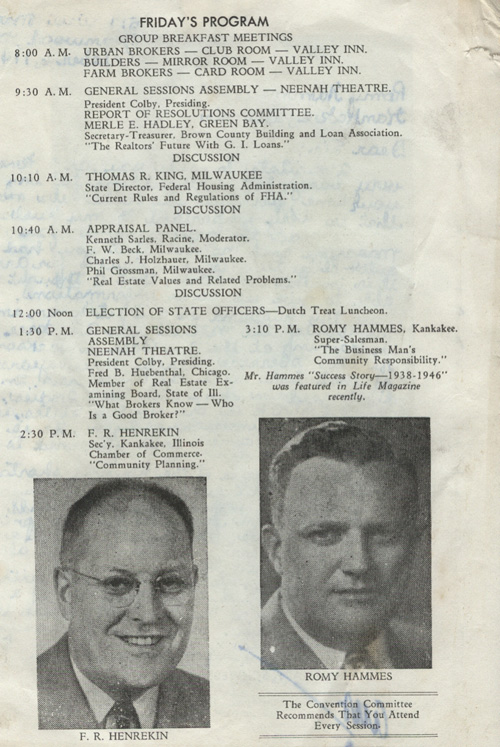 FRIDAY'S PROGRAM
GROUP BREAKFAST MEETINGS
8:00 A.M. URBAN BROKERS — CLUB ROOM — VALLEY INN.
BUILDERS — MIRROR ROOM — VALLEY INN.
FARM BROKERS — CARD ROOM — VALLEY INN.
9:30 A.M. GENERAL SESSIONS ASSEMBLY — NEENAH THEATRE.
President Colby, Presiding.
REPORT OF RESOLUTIONS COMMITTEE.
MERLE E. HADLEY, GREEN BAY.
Secretary-Treasurer, Brown County Building and Loan Association.
"The Realtors' Future With G. I. Loans."
DISCUSSION
10:10 A.M. THOMAS R. KING, MILWAUKEE
State Director, Federal Housing Administration.
"Current Rules and Regulations of FHA."
DISCUSSION
10:40 A.M. APPRAISAL PANEL.
Kenneth Sarles, Racine, Moderator.
F. W. Beck, Milwaukee.
Charles J. Holzhauer, Milwaukee.
Phil Grossman, Milwaukee.
"Real Estate Values and Related Problems."
DISCUSSION
12:00 Noon ELECTION OF STATE OFFICERS—Dutch Treat Luncheon.
1:30 P.M. GENERAL SESSIONS
ASSEMBLY
NEENAH THEATRE.
President Colby, Presiding.
Fred B. Huebenthal, Chicago.
Member of Real Estate Ex-
amining Board, State of Ill.
"What Brokers Know — Who
Is a Good Broker?"
2:30 P.M. F. R. HENREKIN
Sec'y. Kankakee, Illinois
Chamber of Commerce.
"Community Planning."
3:10 P.M. ROMY HAMMES, Kankakee.
Super-Salesman.
"The Business Man's
Community Responsibility."
Mr. Hammes "Success Story—1938-1946"
was featured in Life Magazine
recently.
F. R. HENREKIN
ROMY HAMMES
The Convention Committee
Recommends That You Attend
Every Session.